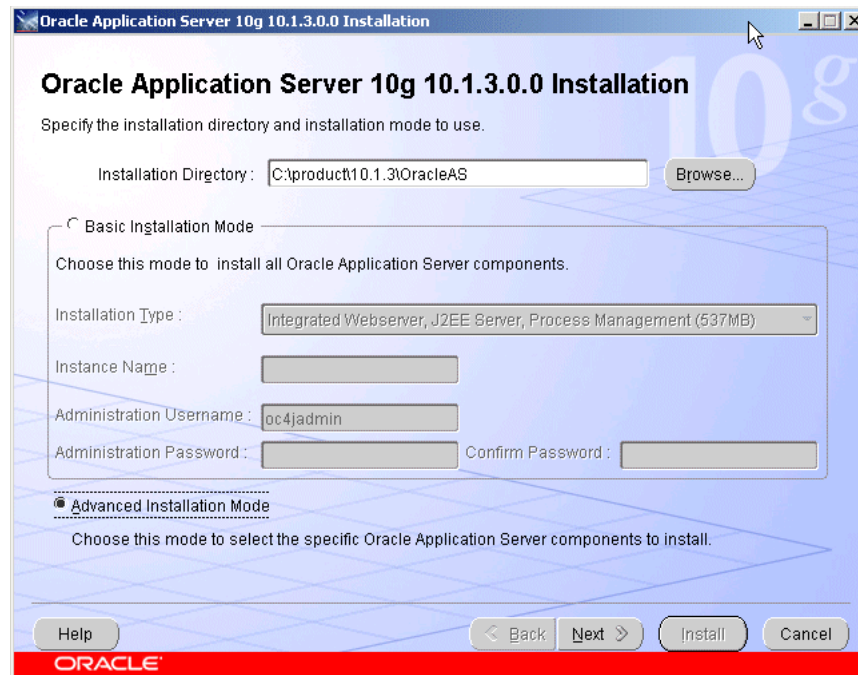 Oracle Application Server 10g 10.1.3.0.0 Installation
10g
Oracle Application Server 10g 10.1.3.0.0 Installation
Specify the installation directory and installation mode to use.
Installation Directory : C:\product\10.1.3\OracleAS Browse...
Basic Installation Mode
Choose this mode to install all Oracle Application Server components.
Installation Type : Integrated Webserver, J2EE Server, Process Management (537MB)
Instance Name :
Administration Username : oc4jadmin
Administration Password : Confirm Password :
Advanced Installation Mode
Choose this mode to select the specific Oracle Application Server components to install.
Help Back Next Install Cancel
ORACLE